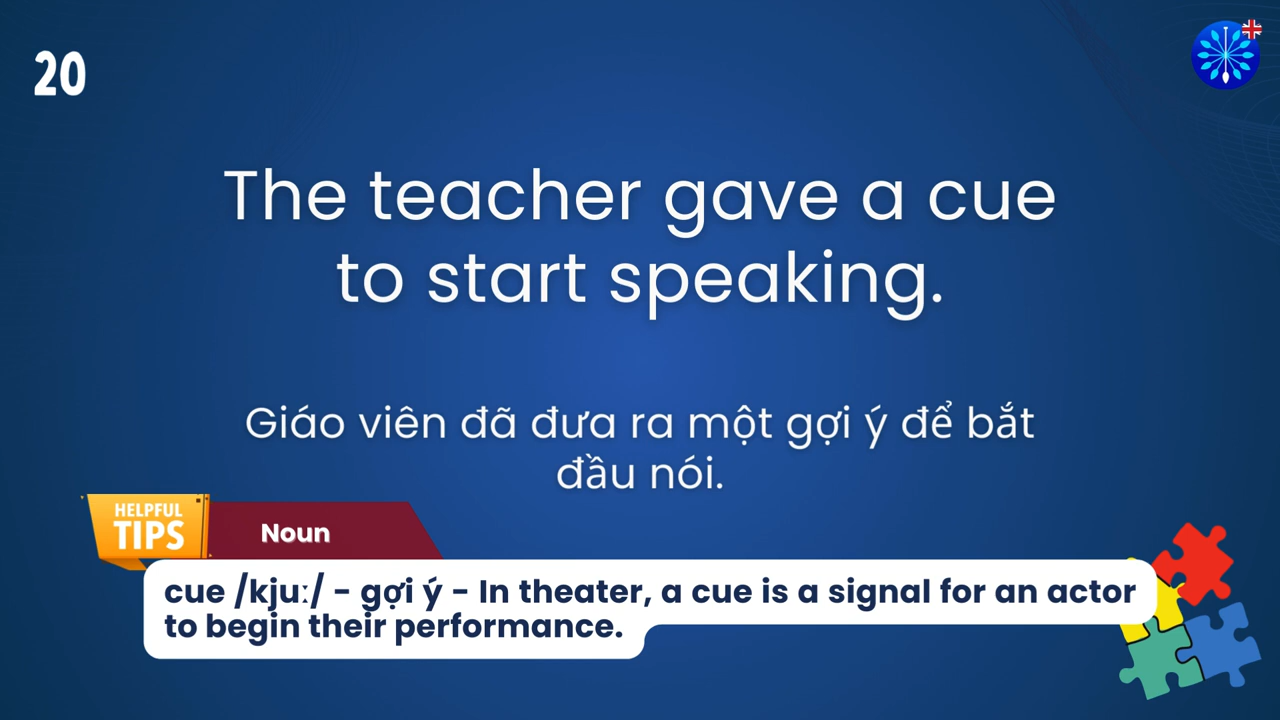 20
The teacher gave a cue
to start speaking.
Giáo viên đã đưa ra một gợi ý để bắt
đầu nói.
HELPFUL
TIPS
Noun
cue /kjuː/ - gợi ý - In theater, a cue is a signal for an actor
to begin their performance.